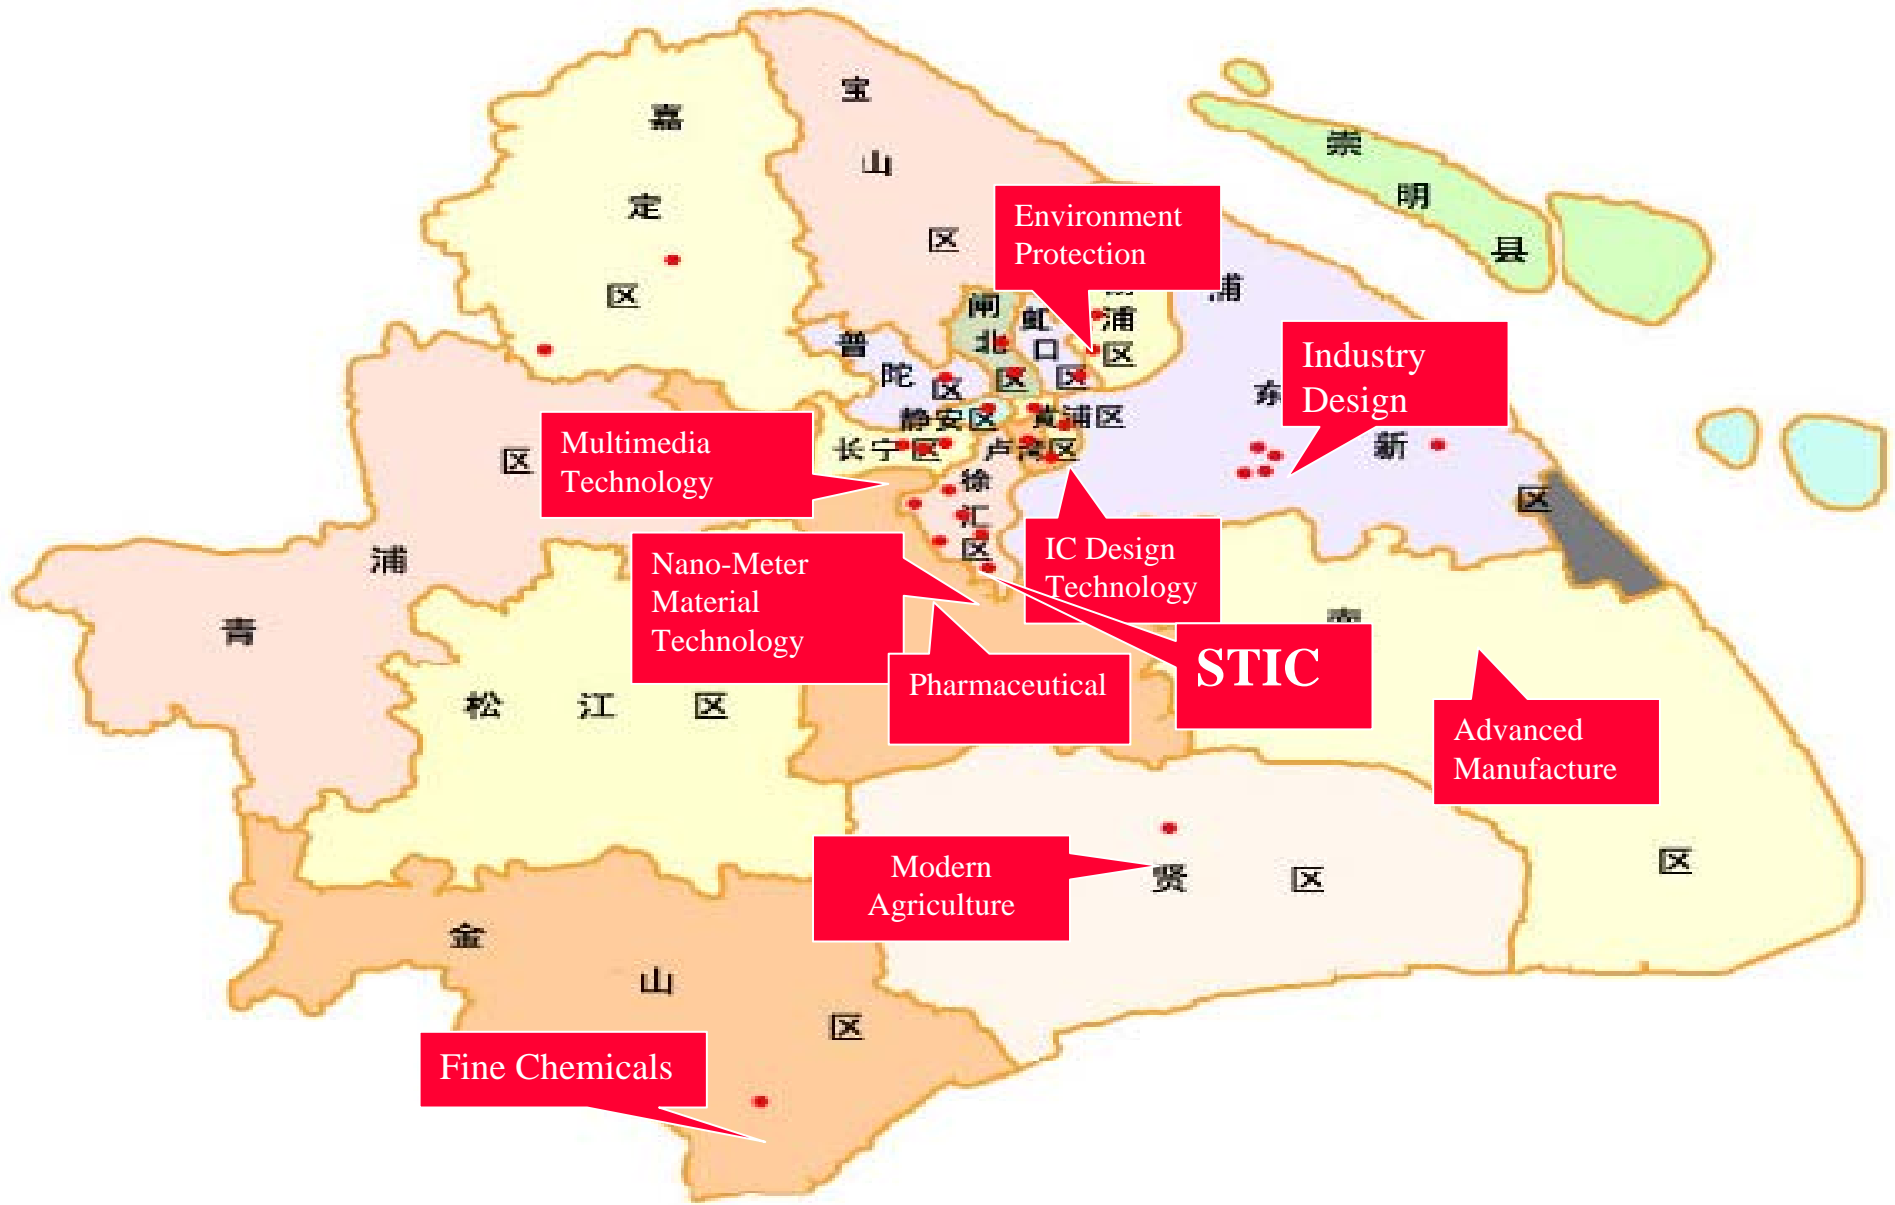 嘉
定
区
宝
山
区
崇
明
县
Environment
Protection
浦
东
新
区
Industry
Design
闸
北
区
虹
口
区
浦
区
普
陀
区
静安区
黄浦区
长宁区
卢湾区
徐
汇
区
Multimedia
Technology
IC Design
Technology
Nano-Meter
Material
Technology
Pharmaceutical
STIC
Advanced
Manufacture
青
浦
区
松 江 区
区
Modern
Agriculture
贤 区
金
山
区
Fine Chemicals